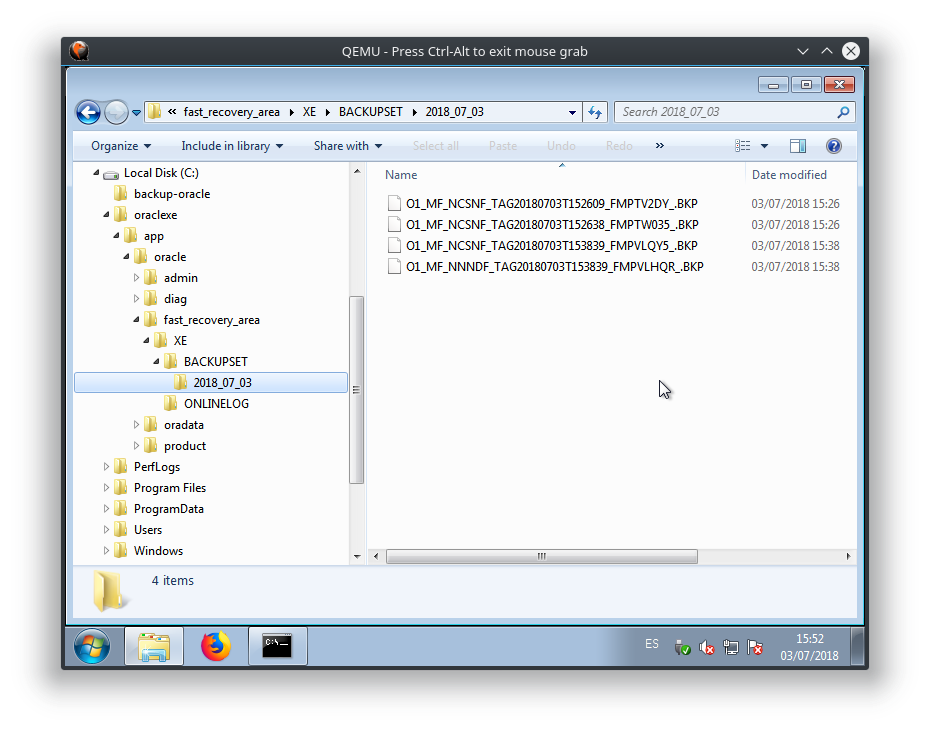 QEMU - Press Ctrl-Alt to exit mouse grab
« fast_recovery_area XE BACKUPSET 2018_07_03
Search 2018_07_03
Organize Include in library Share with Select all Paste Undo Redo »
Local Disk (C:)
backup-oracle
oraclexe
app
oracle
admin
diag
fast_recovery_area
XE
BACKUPSET
2018_07_03
ONLINELOG
oradata
product
PerfLogs
Program Files
ProgramData
Users
Windows
Name Date modified
O1_MF_NCSNF_TAG20180703T152609_FMPTV2DY_.BKP 03/07/2018 15:26
O1_MF_NCSNF_TAG20180703T152638_FMPTW035_.BKP 03/07/2018 15:26
O1_MF_NCSNF_TAG20180703T153839_FMPVLQY5_.BKP 03/07/2018 15:38
O1_MF_NNNDF_TAG20180703T153839_FMPVLHQR_.BKP 03/07/2018 15:38
4 items
C:\
ES
15:52
03/07/2018